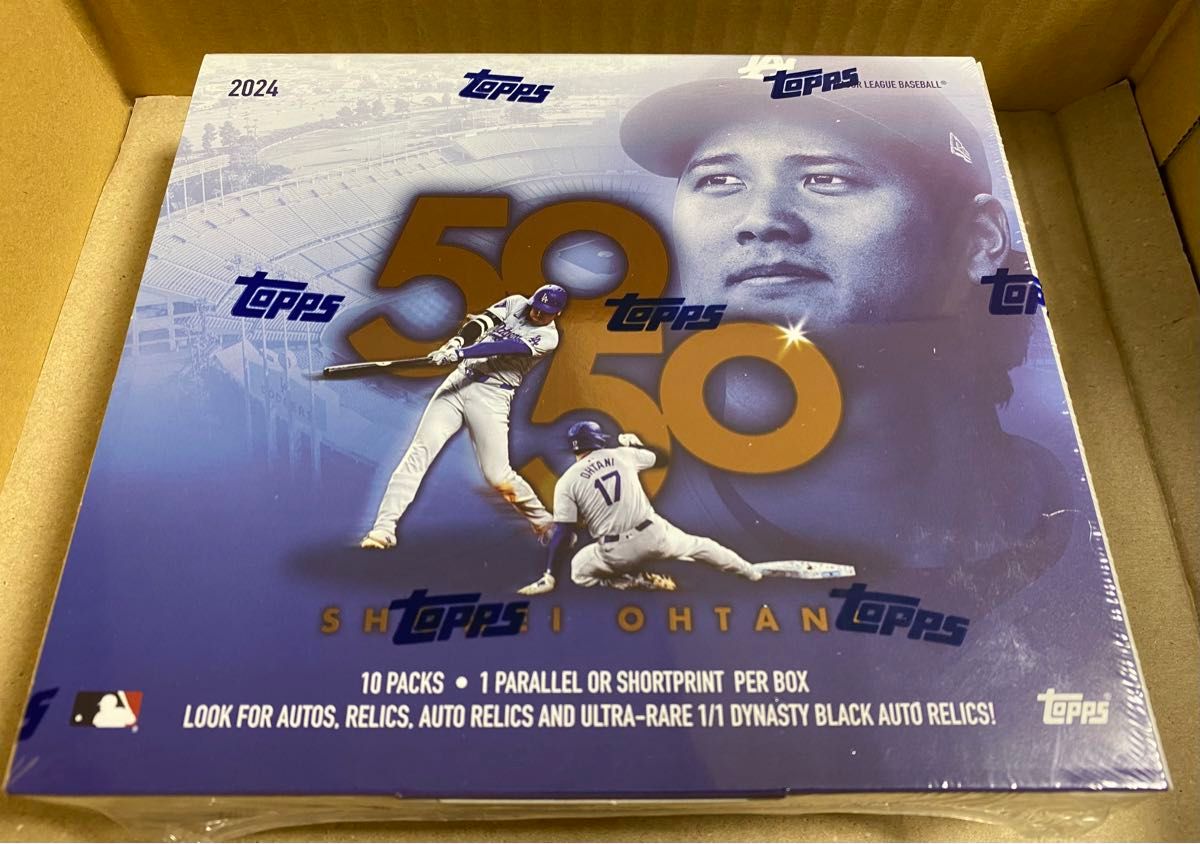 2024
Topps
Topps
LEAGUE BASEBALL®
50
Topps
Topps
Top
50
OHTANI
17
SH
Topps
EI OHTAN
Topps
10 PACKS • 1 PARALLEL OR SHORTPRINT PER BOX
LOOK FOR AUTOS, RELICS, AUTO RELICS AND ULTRA-RARE 1/1 DYNASTY BLACK AUTO RELICS!
Topps